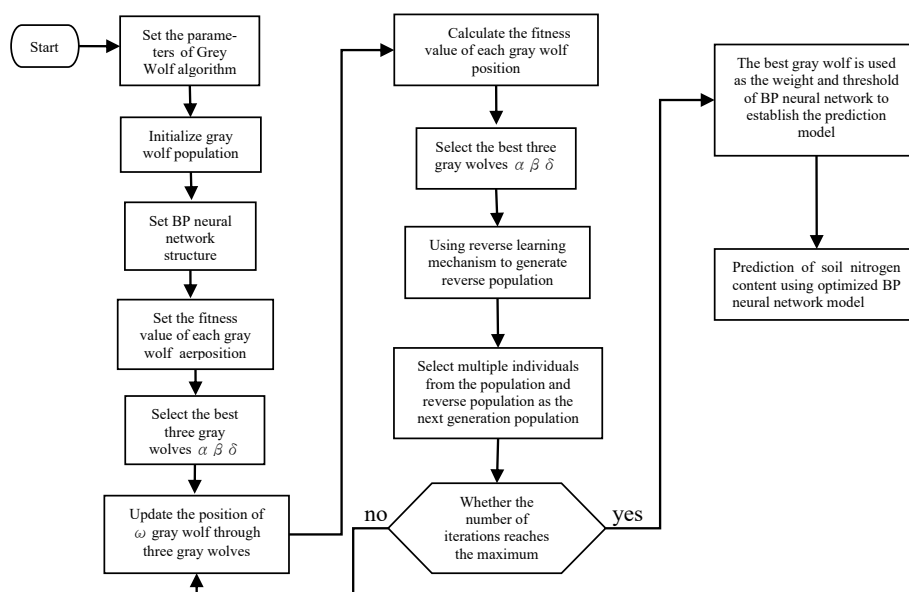 Start
Set the parame-
ters of Grey
Wolf algorithm
Initialize gray
wolf population
Set BP neural
network
structure
Set the fitness
value of each gray
wolf aerposition
Select the best
three gray
wolves α β δ
Update the position of
ω gray wolf through
three gray wolves
Calculate the fitness
value of each gray wolf
position
Select the best three
gray wolves α β δ
Using reverse learning
mechanism to generate
reverse population
Select multiple individuals
from the population and
reverse population as the
next generation population
no
Whether the
number of
iterations reaches
the maximum
yes
The best gray wolf is used
as the weight and threshold
of BP neural network to
establish the prediction
model
Prediction of soil nitrogen
content using optimized BP
neural network model